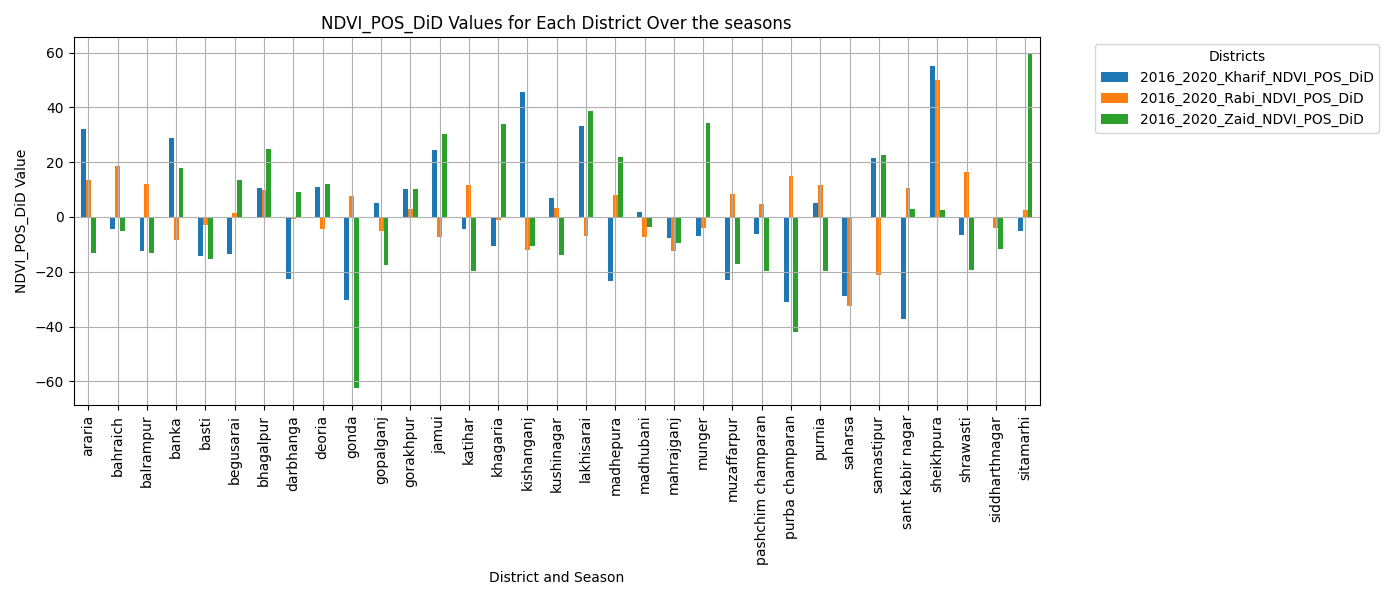 NDVI_POS_DiD Values for Each District Over the seasons
Districts
2016_2020_Kharif_NDVI_POS_DiD
2016_2020_Rabi_NDVI_POS_DiD
2016_2020_Zaid_NDVI_POS_DiD
NDVI_POS_DiD Value
60
40
20
0
−20
−40
−60
araria
bahraich
balrampur
banka
basti
begusarai
bhagalpur
darbhanga
deoria
gonda
gopalganj
gorakhpur
jamui
katihar
khagaria
kishanganj
kushinagar
lakhisarai
madhepura
madhubani
mahrajganj
munger
muzaffarpur
pashchim champaran
purba champaran
purnia
saharsa
samastipur
sant kabir nagar
sheikhpura
shrawasti
siddharthnagar
sitamarhi
District and Season